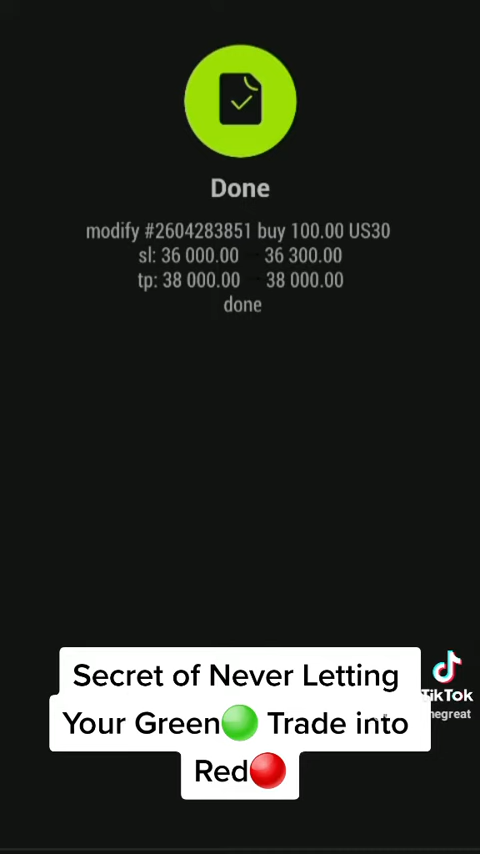 Done
modify #2604283851 buy 100.00 US30
sl: 36 000.00 36 300.00
tp: 38 000.00 38 000.00
done
Secret of Never Letting
Your Green🟢 Trade into
Red🔴
TikTok